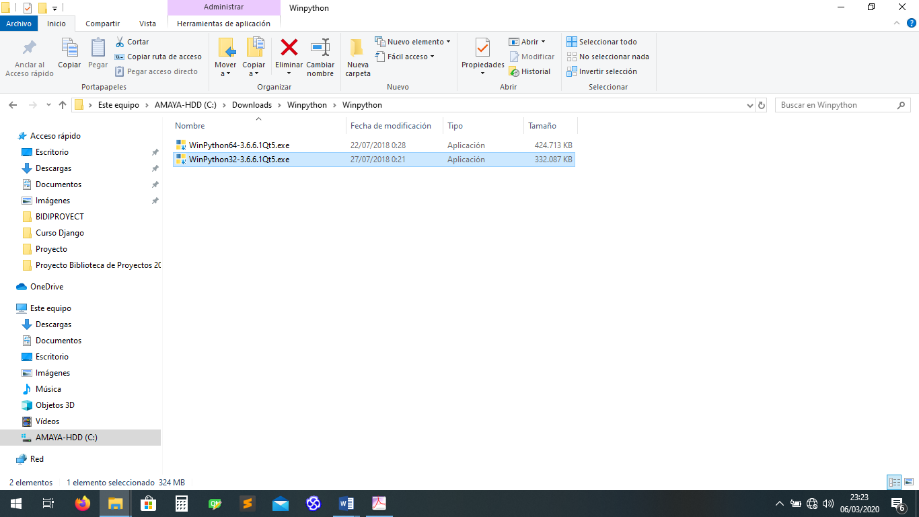 Administrar
Winpython
Archivo Inicio Compartir Vista Herramientas de aplicación
Anclar al Acceso rápido
Copiar
Pegar
Cortar
Copiar ruta de acceso
Pegar acceso directo
Portapapeles
Mover a
Copiar a
Eliminar
Cambiar nombre
Organizar
Nueva carpeta
Nuevo elemento
Fácil acceso
Nuevo
Propiedades
Abrir
Modificar
Historial
Abrir
Seleccionar todo
No seleccionar nada
Invertir selección
Seleccionar
Este equipo > AMAYA-HDD (C:) > Downloads > Winpython > Winpython
Buscar en Winpython
Nombre Fecha de modificación Tipo Tamaño
WinPython64-3.6.6.1Qt5.exe 22/07/2018 0:28 Aplicación 424.713 KB
WinPython32-3.6.6.1Qt5.exe 27/07/2018 0:21 Aplicación 332.087 KB
Acceso rápido
Escritorio
Descargas
Documentos
Imágenes
BIDIPROYECT
Curso Django
Proyecto
Proyecto Biblioteca de Proyectos 20
OneDrive
Este equipo
Descargas
Documentos
Escritorio
Imágenes
Música
Objetos 3D
Vídeos
AMAYA-HDD (C:)
Red
2 elementos 1 elemento seleccionado 324 MB
23:23
06/03/2020
6